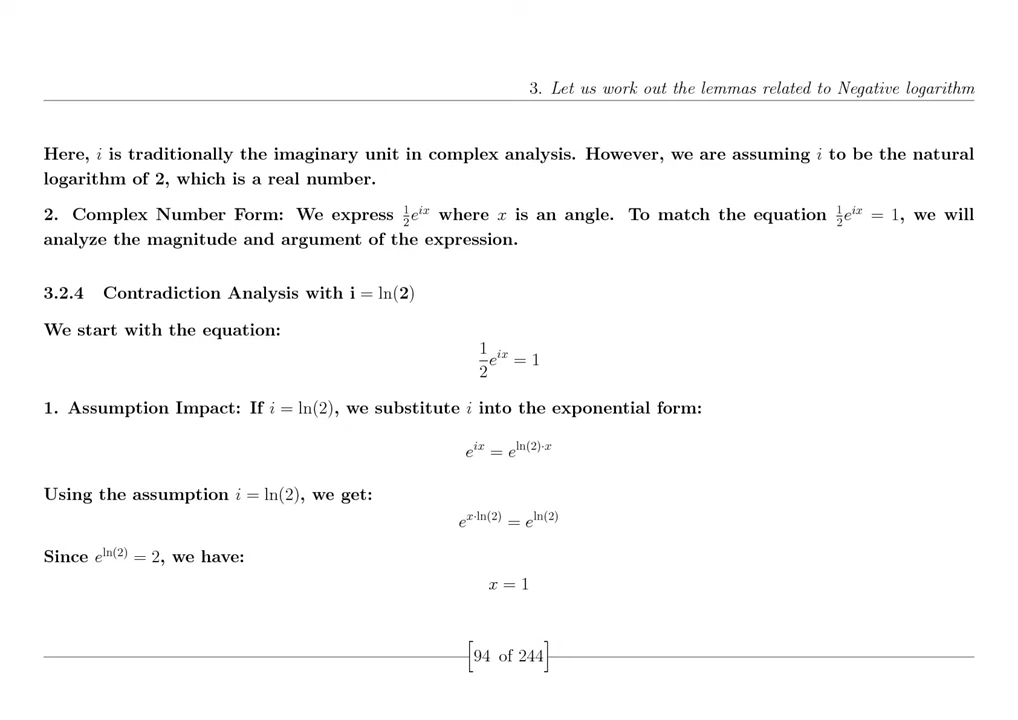 3. Let us work out the lemmas related to Negative logarithm
Here, i is traditionally the imaginary unit in complex analysis. However, we are assuming i to be the natural
logarithm of 2, which is a real number.
2. Complex Number Form: We express \frac{1}{2}e^{ix} where x is an angle. To match the equation \frac{1}{2}e^{ix} = 1, we will
analyze the magnitude and argument of the expression.
3.2.4 Contradiction Analysis with i = ln(2)
We start with the equation:
\frac{1}{2}e^{ix} = 1
1. Assumption Impact: If i = ln(2), we substitute i into the exponential form:
e^{ix} = e^{ln(2)·x}
Using the assumption i = ln(2), we get:
e^{x·ln(2)} = e^{ln(2)}
Since e^{ln(2)} = 2, we have:
x = 1
[94 of 244]